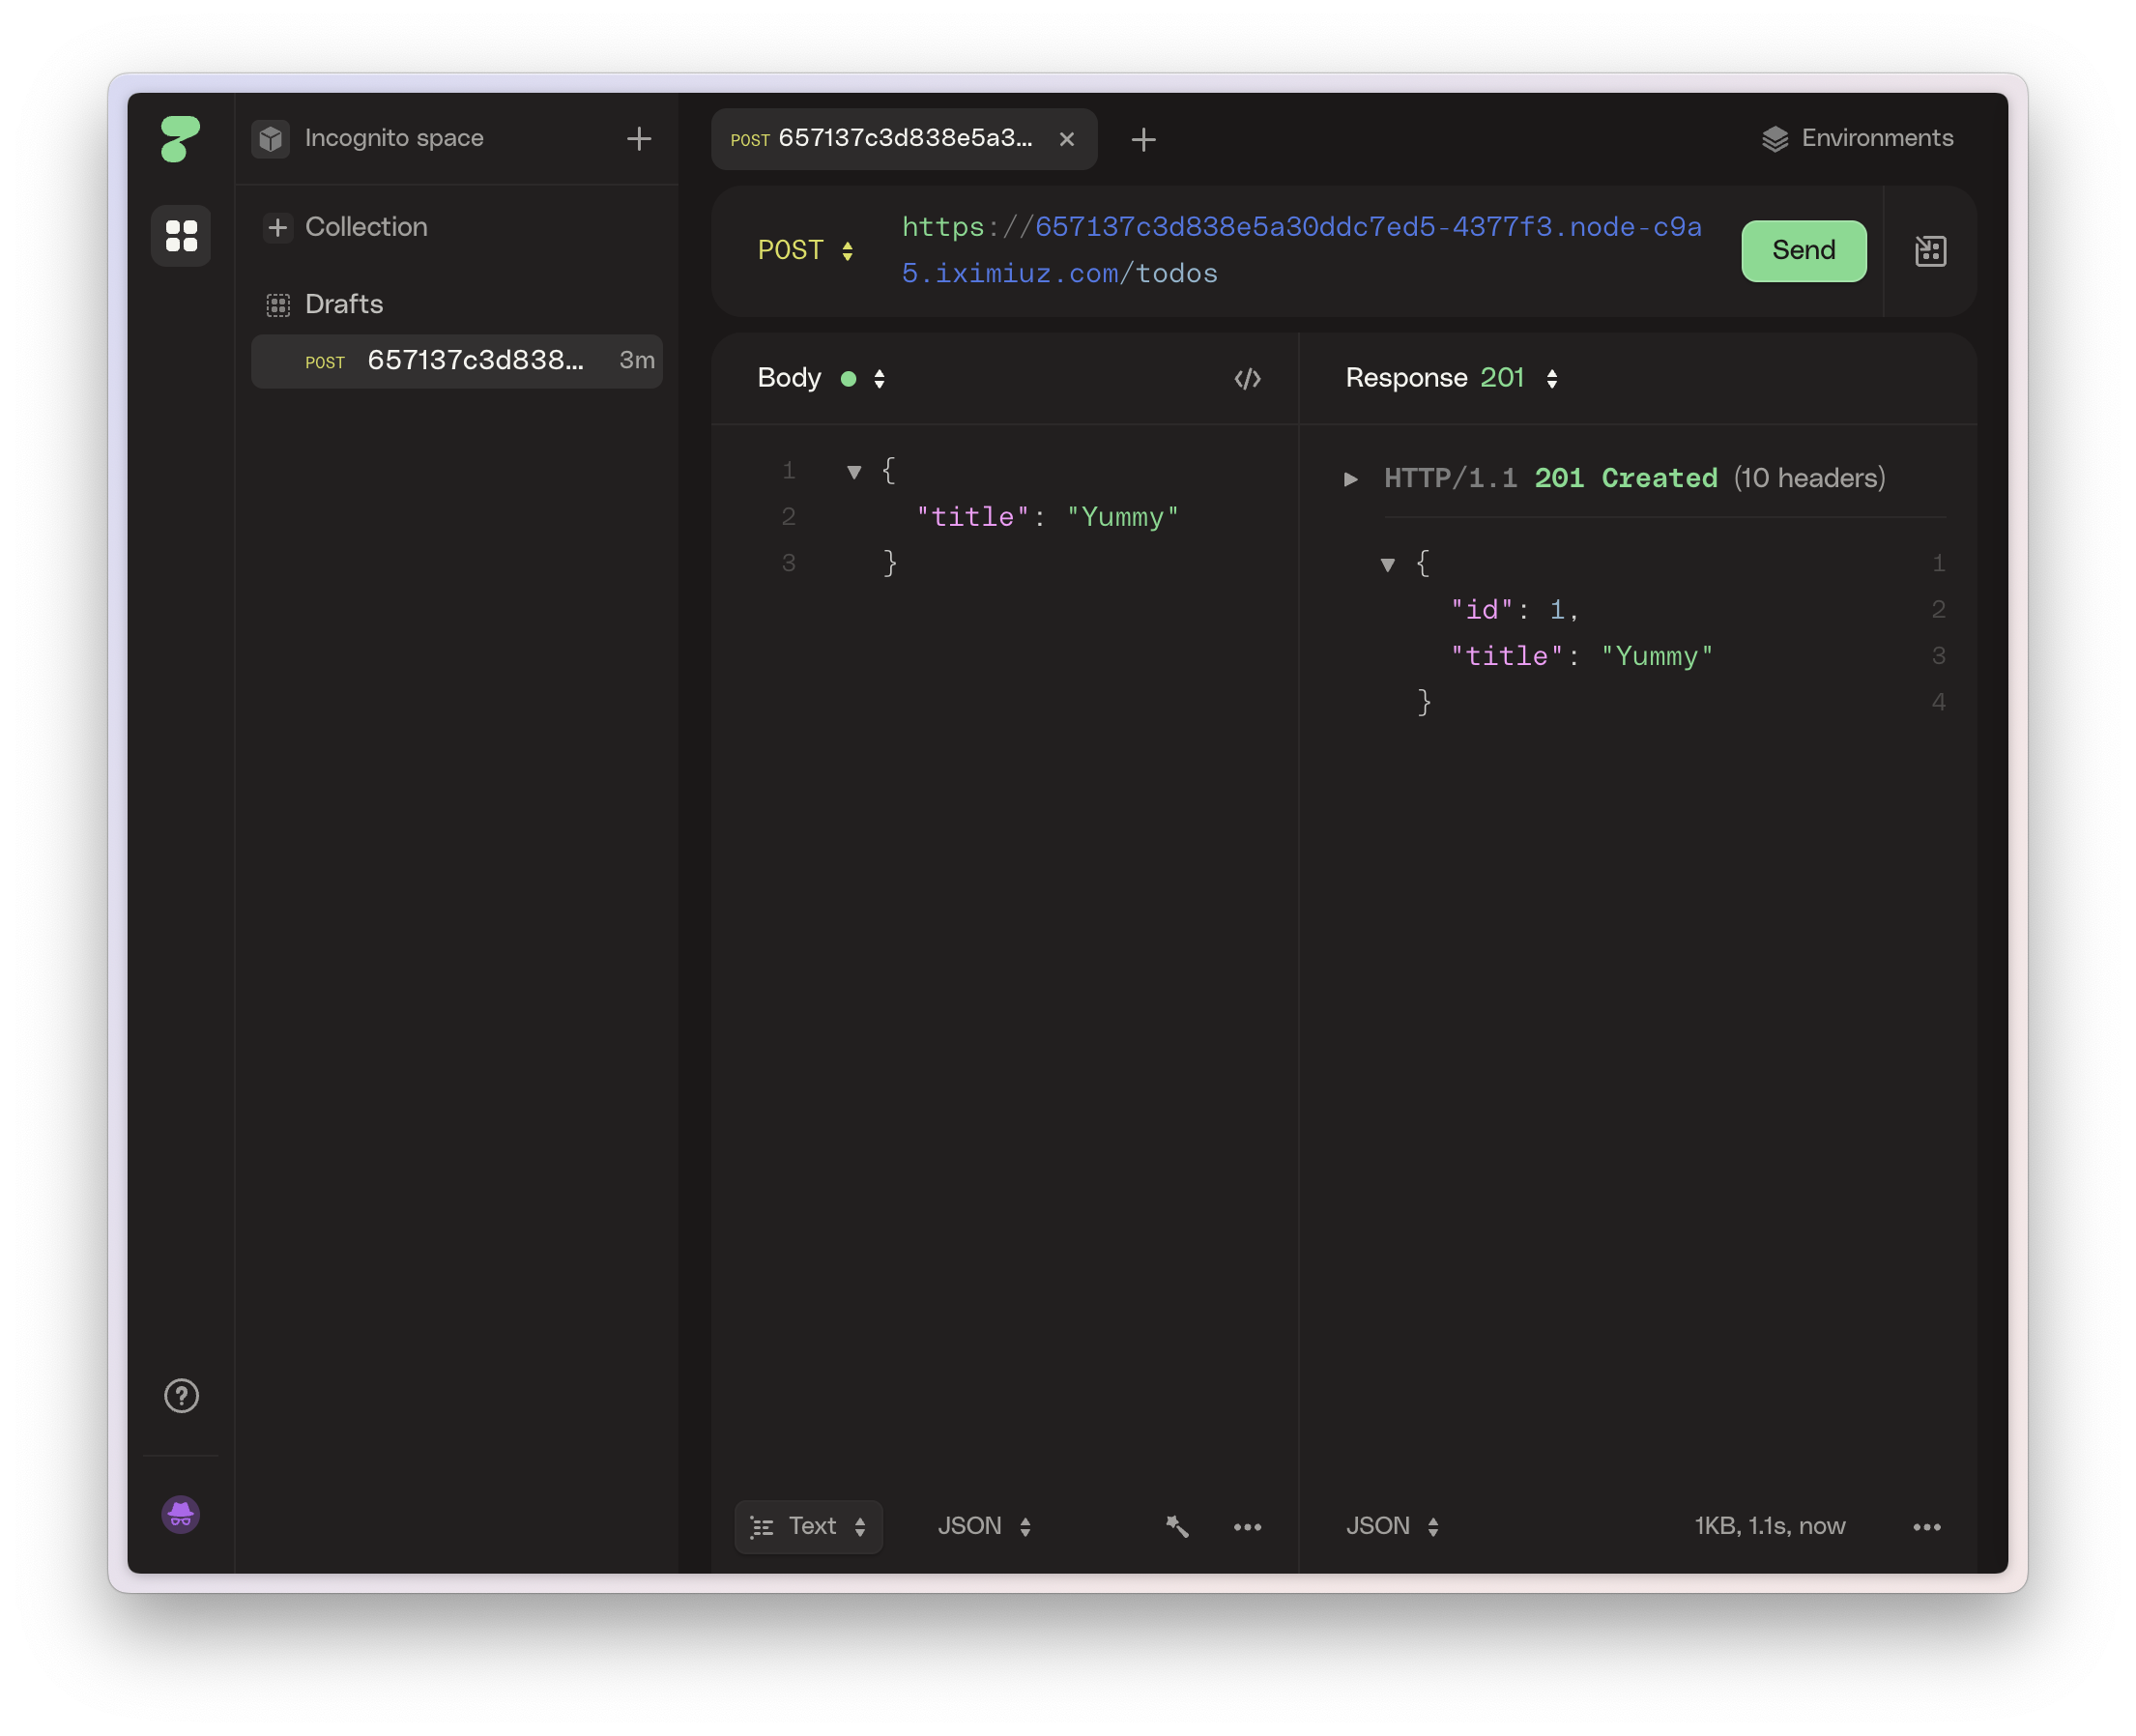 Incognito space
Collection
Drafts
POST 657137c3d838... 3m
POST 657137c3d838e5a3...
Environments
POST
https://657137c3d838e5a30ddc7ed5-4377f3.node-c9a
5.iximiuz.com/todos
Send
Body
1 {
2 "title": "Yummy"
3 }
Text
JSON
Response 201
HTTP/1.1 201 Created (10 headers)
{ 1
"id": 1, 2
"title": "Yummy" 3
} 4
JSON
1KB, 1.1s, now